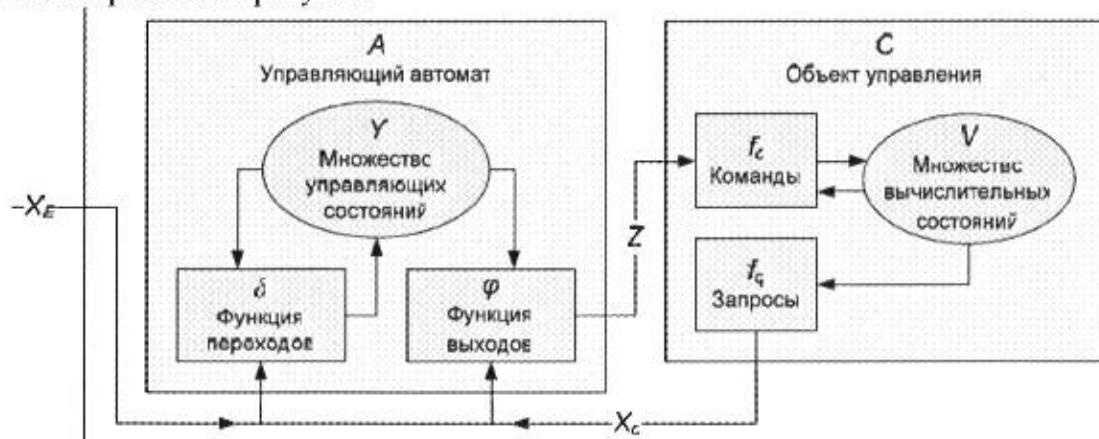 A
Управляющий автомат
Y
Множество
управляющих
состояний
δ
Функция
переходов
φ
Функция
выходов
–X_E
Z
C
Объект управления
f_c
Команды
V
Множество
вычислительных
состояний
f_q
Запросы
X_c